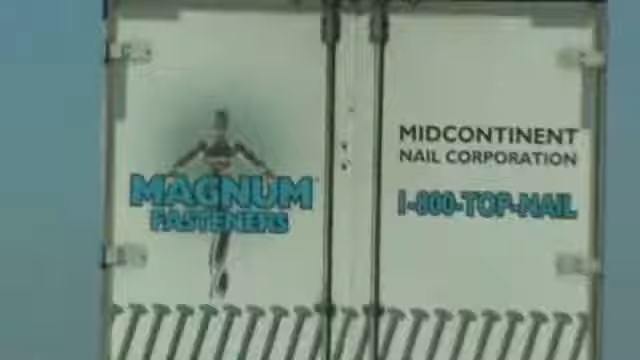 MAGNUM
FASTENERS
MIDCONTINENT
NAIL CORPORATION
1-800-TOP-NAIL